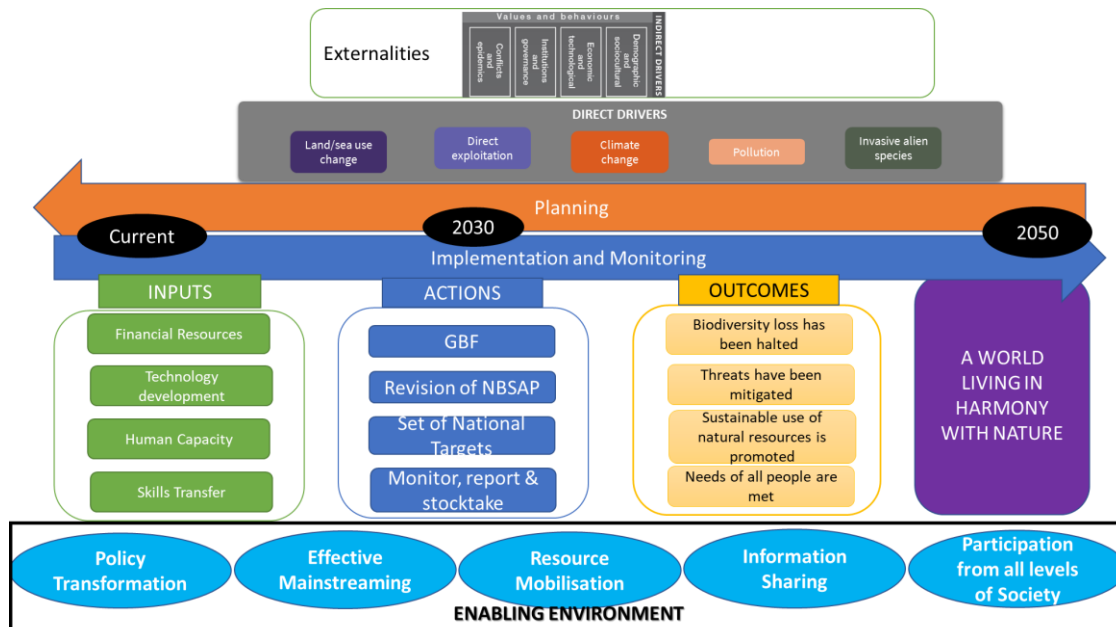 Values and behaviours
Externalities
Conflicts
and
epidemics
Institutions
and
governance
Economic
and
technological
Demographic
and
sociocultural
INDIRECT DRIVERS
DIRECT DRIVERS
Land/sea use
change
Direct
exploitation
Climate
change
Pollution
Invasive alien
species
Planning
Current
2030
2050
Implementation and Monitoring
INPUTS
Financial Resources
Technology
development
Human Capacity
Skills Transfer
ACTIONS
GBF
Revision of NBSAP
Set of National
Targets
Monitor, report &
stocktake
OUTCOMES
Biodiversity loss has
been halted
Threats have been
mitigated
Sustainable use of
natural resources is
promoted
Needs of all people are
met
A WORLD
LIVING IN
HARMONY
WITH NATURE
Policy
Transformation
Effective
Mainstreaming
Resource
Mobilisation
Information
Sharing
Participation
from all levels
of Society
ENABLING ENVIRONMENT